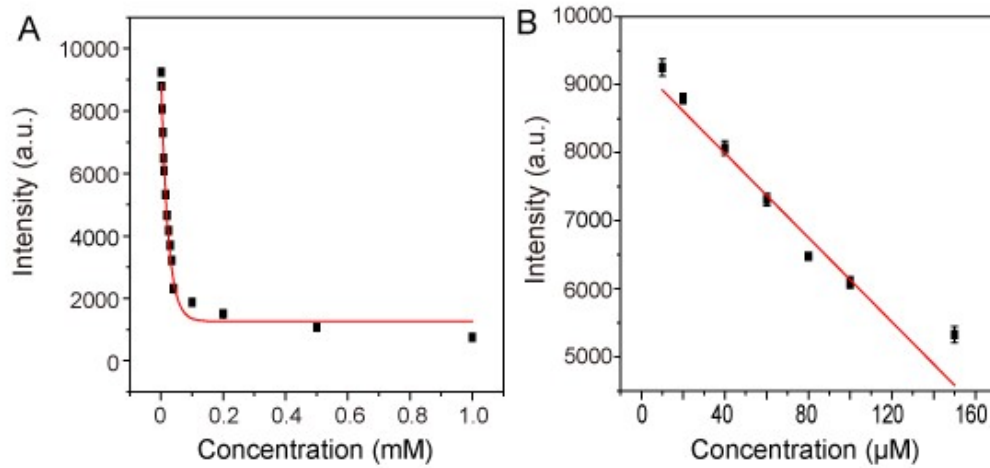 A
Intensity (a.u.)
10000
8000
6000
4000
2000
0
0 0.2 0.4 0.6 0.8 1.0
Concentration (mM)
B
Intensity (a.u.)
10000
9000
8000
7000
6000
5000
0 40 80 120 160
Concentration (μM)